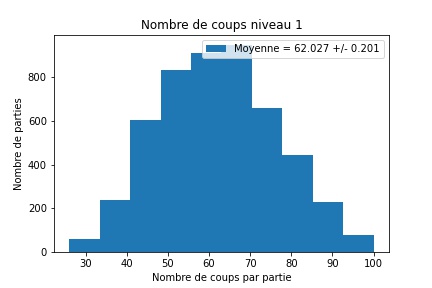 Nombre de coups niveau 1
Moyenne = 62.027 +/- 0.201
Nombre de parties
800
600
400
200
0
30 40 50 60 70 80 90 100
Nombre de coups par partie